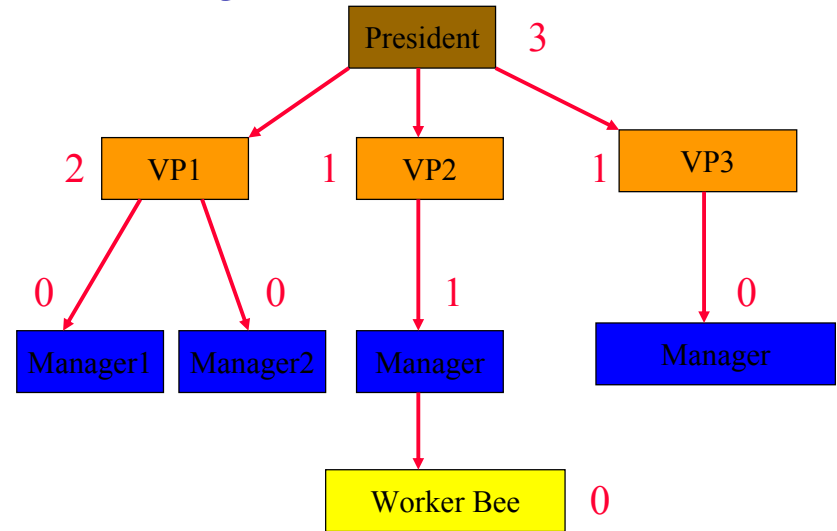 President 3
2 VP1 1 VP2 1 VP3
0 0 1 0
Manager1 Manager2 Manager Manager
Worker Bee 0